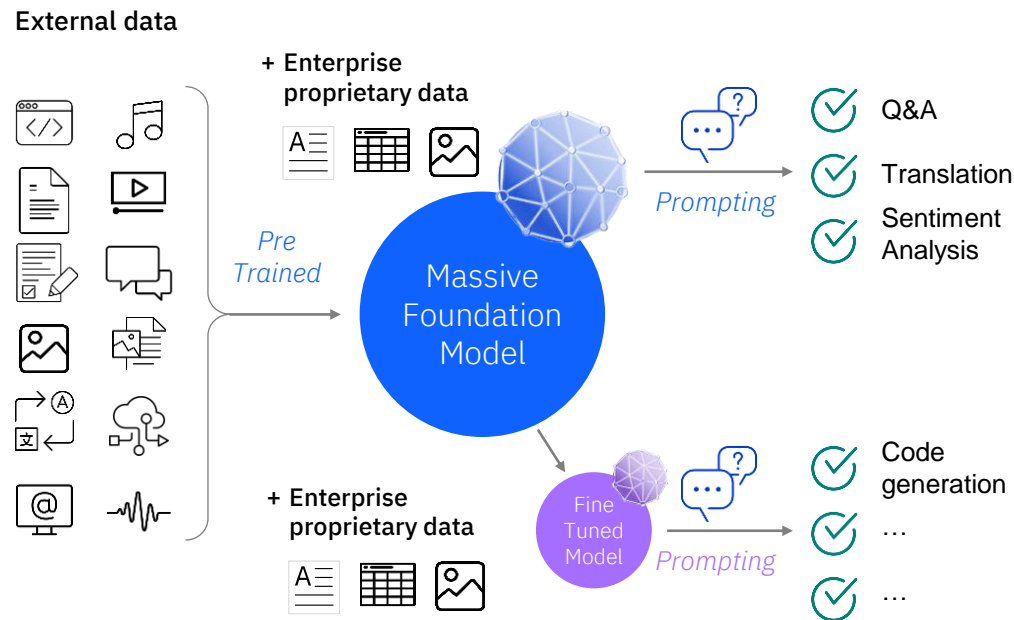 External data
+ Enterprise
proprietary data
</>
A
Pre
Trained
Massive
Foundation
Model
Prompting
?
...
Q&A
Translation
Sentiment
Analysis
A
文
@
+ Enterprise
proprietary data
A
Fine
Tuned
Model
Prompting
?
...
Code
generation
...
...